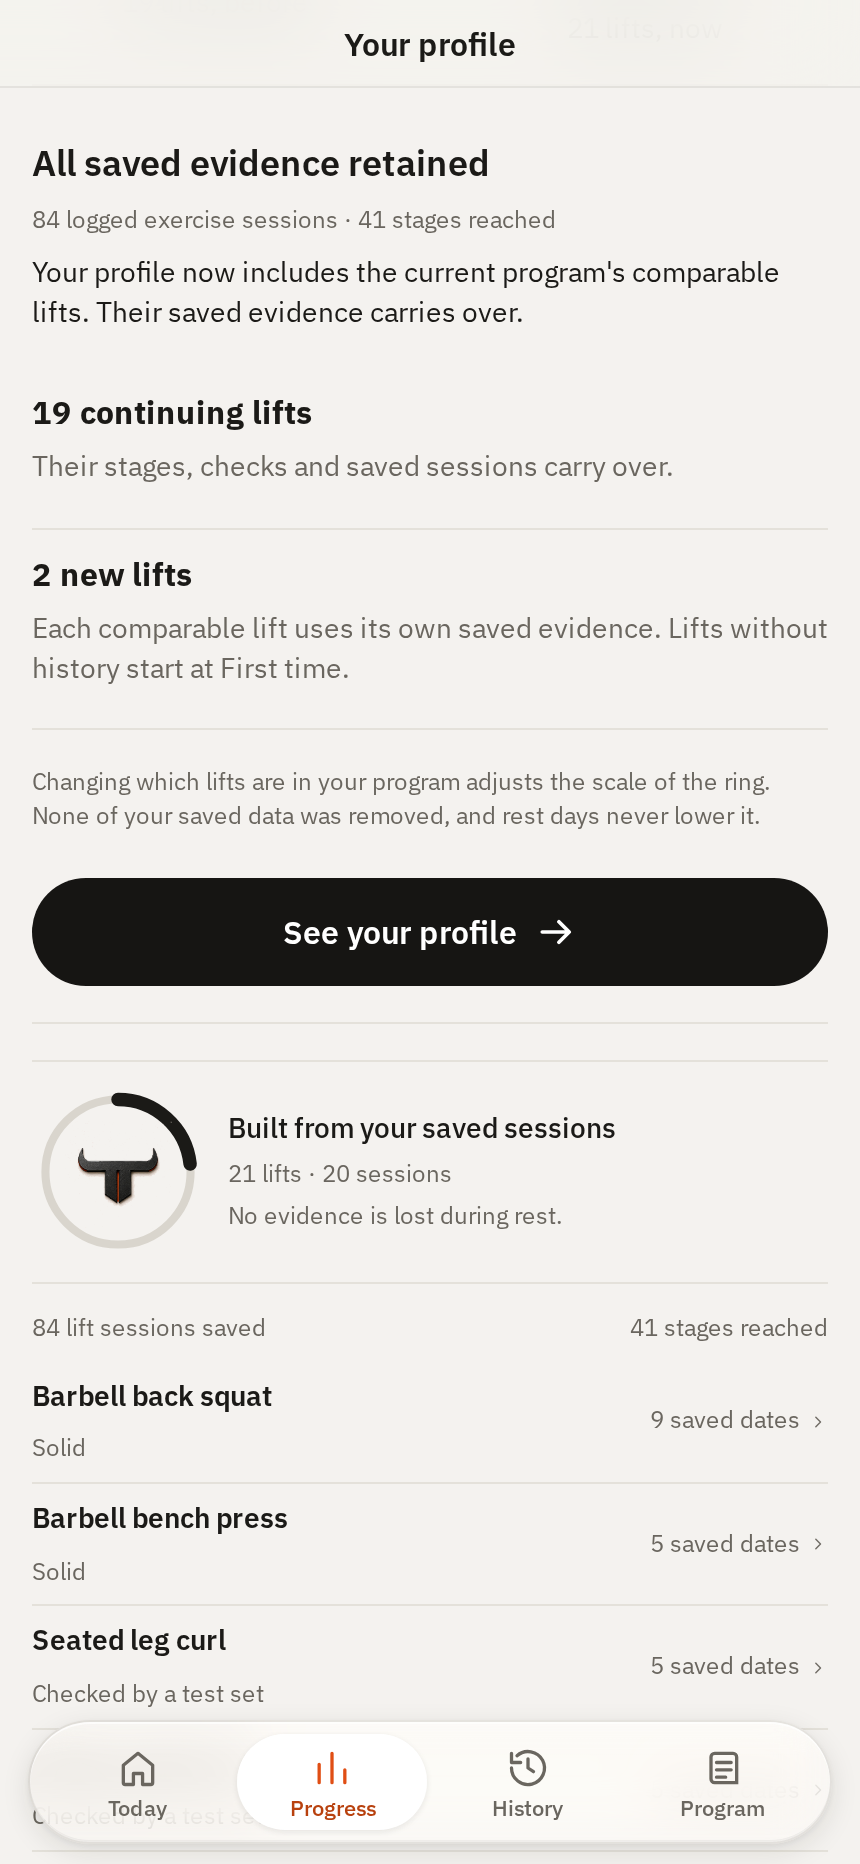 21 lifts, now
Your profile
All saved evidence retained
84 logged exercise sessions · 41 stages reached
Your profile now includes the current program's comparable
lifts. Their saved evidence carries over.
19 continuing lifts
Their stages, checks and saved sessions carry over.
2 new lifts
Each comparable lift uses its own saved evidence. Lifts without
history start at First time.
Changing which lifts are in your program adjusts the scale of the ring.
None of your saved data was removed, and rest days never lower it.
See your profile
Built from your saved sessions
21 lifts · 20 sessions
No evidence is lost during rest.
84 lift sessions saved
41 stages reached
Barbell back squat
9 saved dates
Solid
Barbell bench press
5 saved dates
Solid
Seated leg curl
5 saved dates
Checked by a test set
Checked by a test
Today
Progress
History
Program